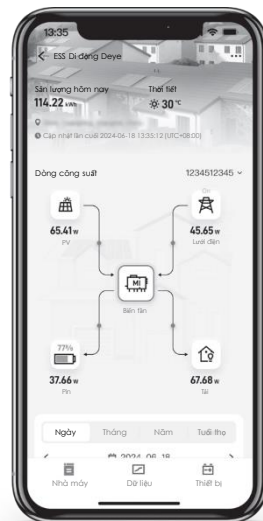 13:35
ESS Di động Deye
Sản lượng hôm nay Thời tiết
114.22 kWh 30 °C
Cập nhật lần cuối 2024-06-18 13:35:12 (UTC+08:00)
Dòng công suất 1234512345
65.41 w 45.65 w
PV Lưới điện
MI
Biến tần
77%
37.66 w 67.68 w
Pin Tải
Ngày Tháng Năm Tuổi thọ
2024-06-18
Nhà máy Dữ liệu Thiết bị